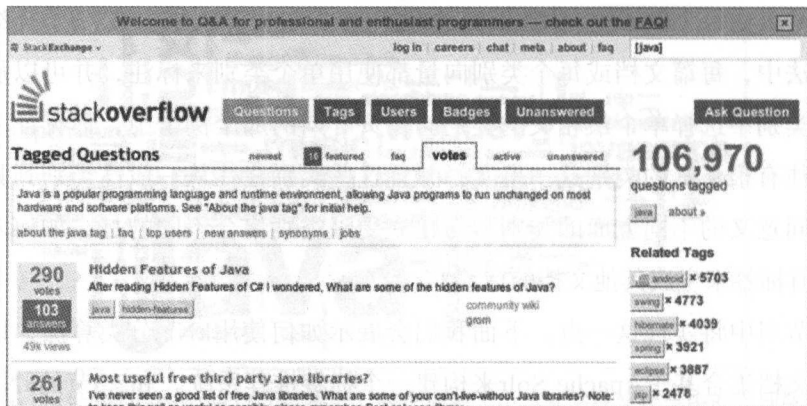 Welcome to Q&A for professional and enthusiast programmers — check out the FAQ!
StackExchange
log in | careers | chat | meta | about | faq
[java]
stackoverflow
Questions Tags Users Badges Unanswered
Ask Question
Tagged Questions
newest 16 featured faq votes active unanswered
106,970
questions tagged
java about »
Java is a popular programming language and runtime environment, allowing Java programs to run unchanged on most
hardware and software platforms. See "About the java tag" for initial help.
about the java tag | faq | top users | new answers | synonyms | jobs
Related Tags
android × 5703
swing × 4773
hibernate × 4039
spring × 3921
eclipse × 3887
jsp × 2478
290
votes
103
answers
49k views
Hidden Features of Java
After reading Hidden Features of C# I wondered, What are some of the hidden features of Java?
java hidden-features
community wiki
grom
261
votes
Most useful free third party Java libraries?
I've never seen a good list of free Java libraries. What are some of your can't-live-without Java libraries? Note: